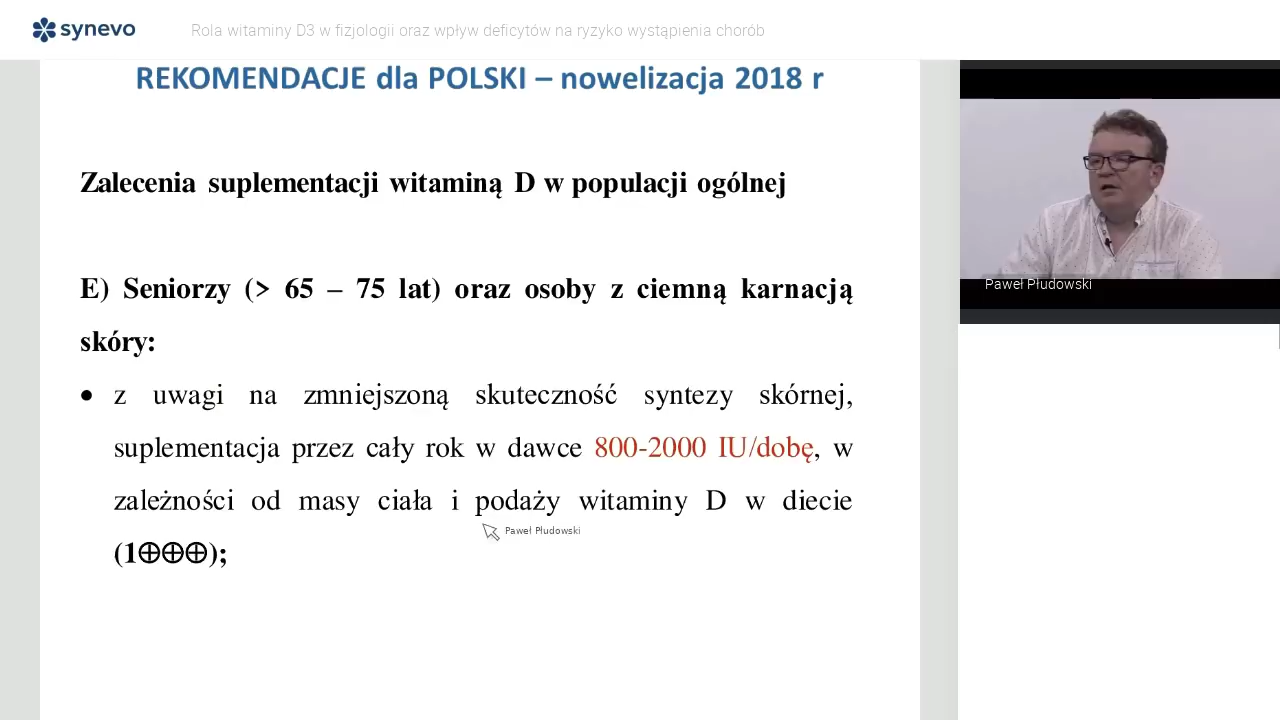 synevo
Rola witaminy D3 w fizjologii oraz wpływ deficytów na ryzyko wystąpienia chorób
REKOMENDACJE dla POLSKI – nowelizacja 2018 r
Zalecenia suplementacji witaminą D w populacji ogólnej
E) Seniorzy (> 65 – 75 lat) oraz osoby z ciemną karnacją
skóry:
• z uwagi na zmniejszoną skuteczność syntezy skórnej,
suplementacja przez cały rok w dawce 800-2000 IU/dobę, w
zależności od masy ciała i podaży witaminy D w diecie
(1⊕⊕⊕);
Paweł Płudowski
Paweł Płudowski